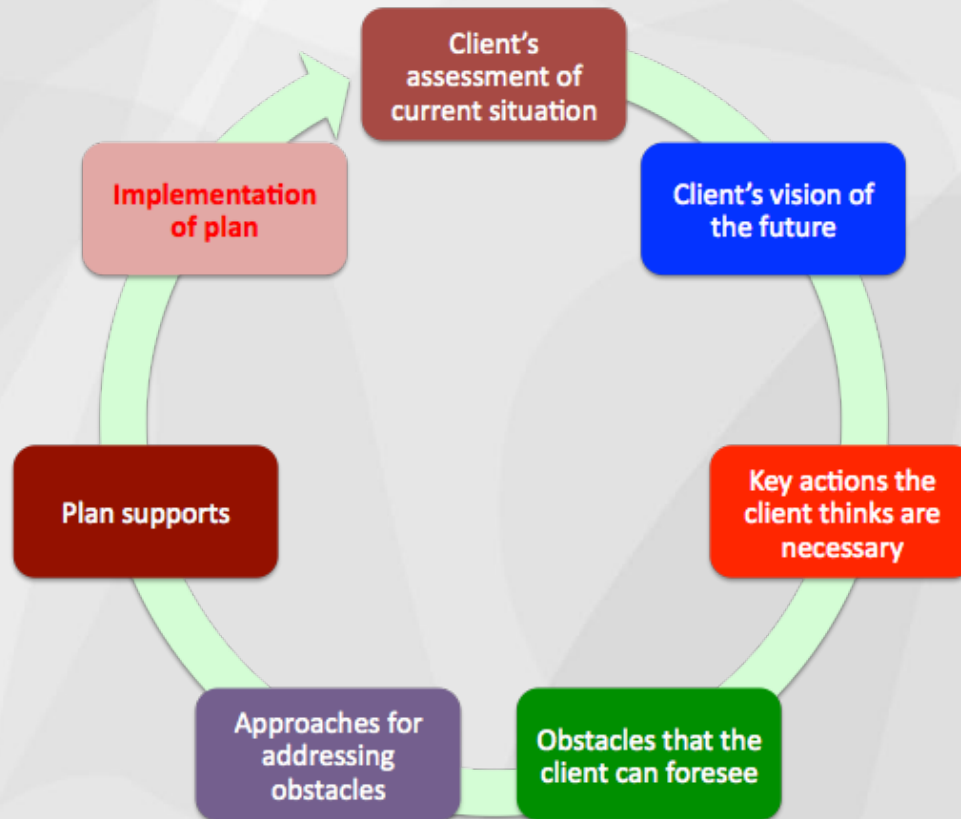 Client’s
assessment of
current situation
Client’s vision of
the future
Key actions the
client thinks are
necessary
Obstacles that the
client can foresee
Approaches for
addressing
obstacles
Plan supports
Implementation
of plan